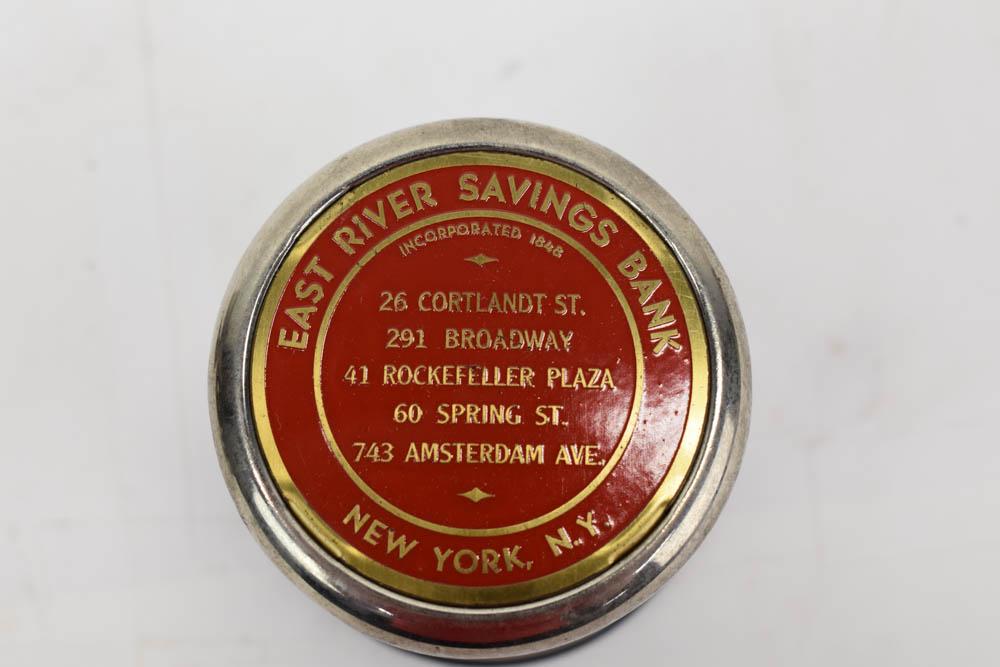 EAST RIVER SAVINGS BANK
INCORPORATED 1848
26 CORTLANDT ST.
291 BROADWAY
41 ROCKEFELLER PLAZA
60 SPRING ST.
743 AMSTERDAM AVE.
NEW YORK, N.Y.